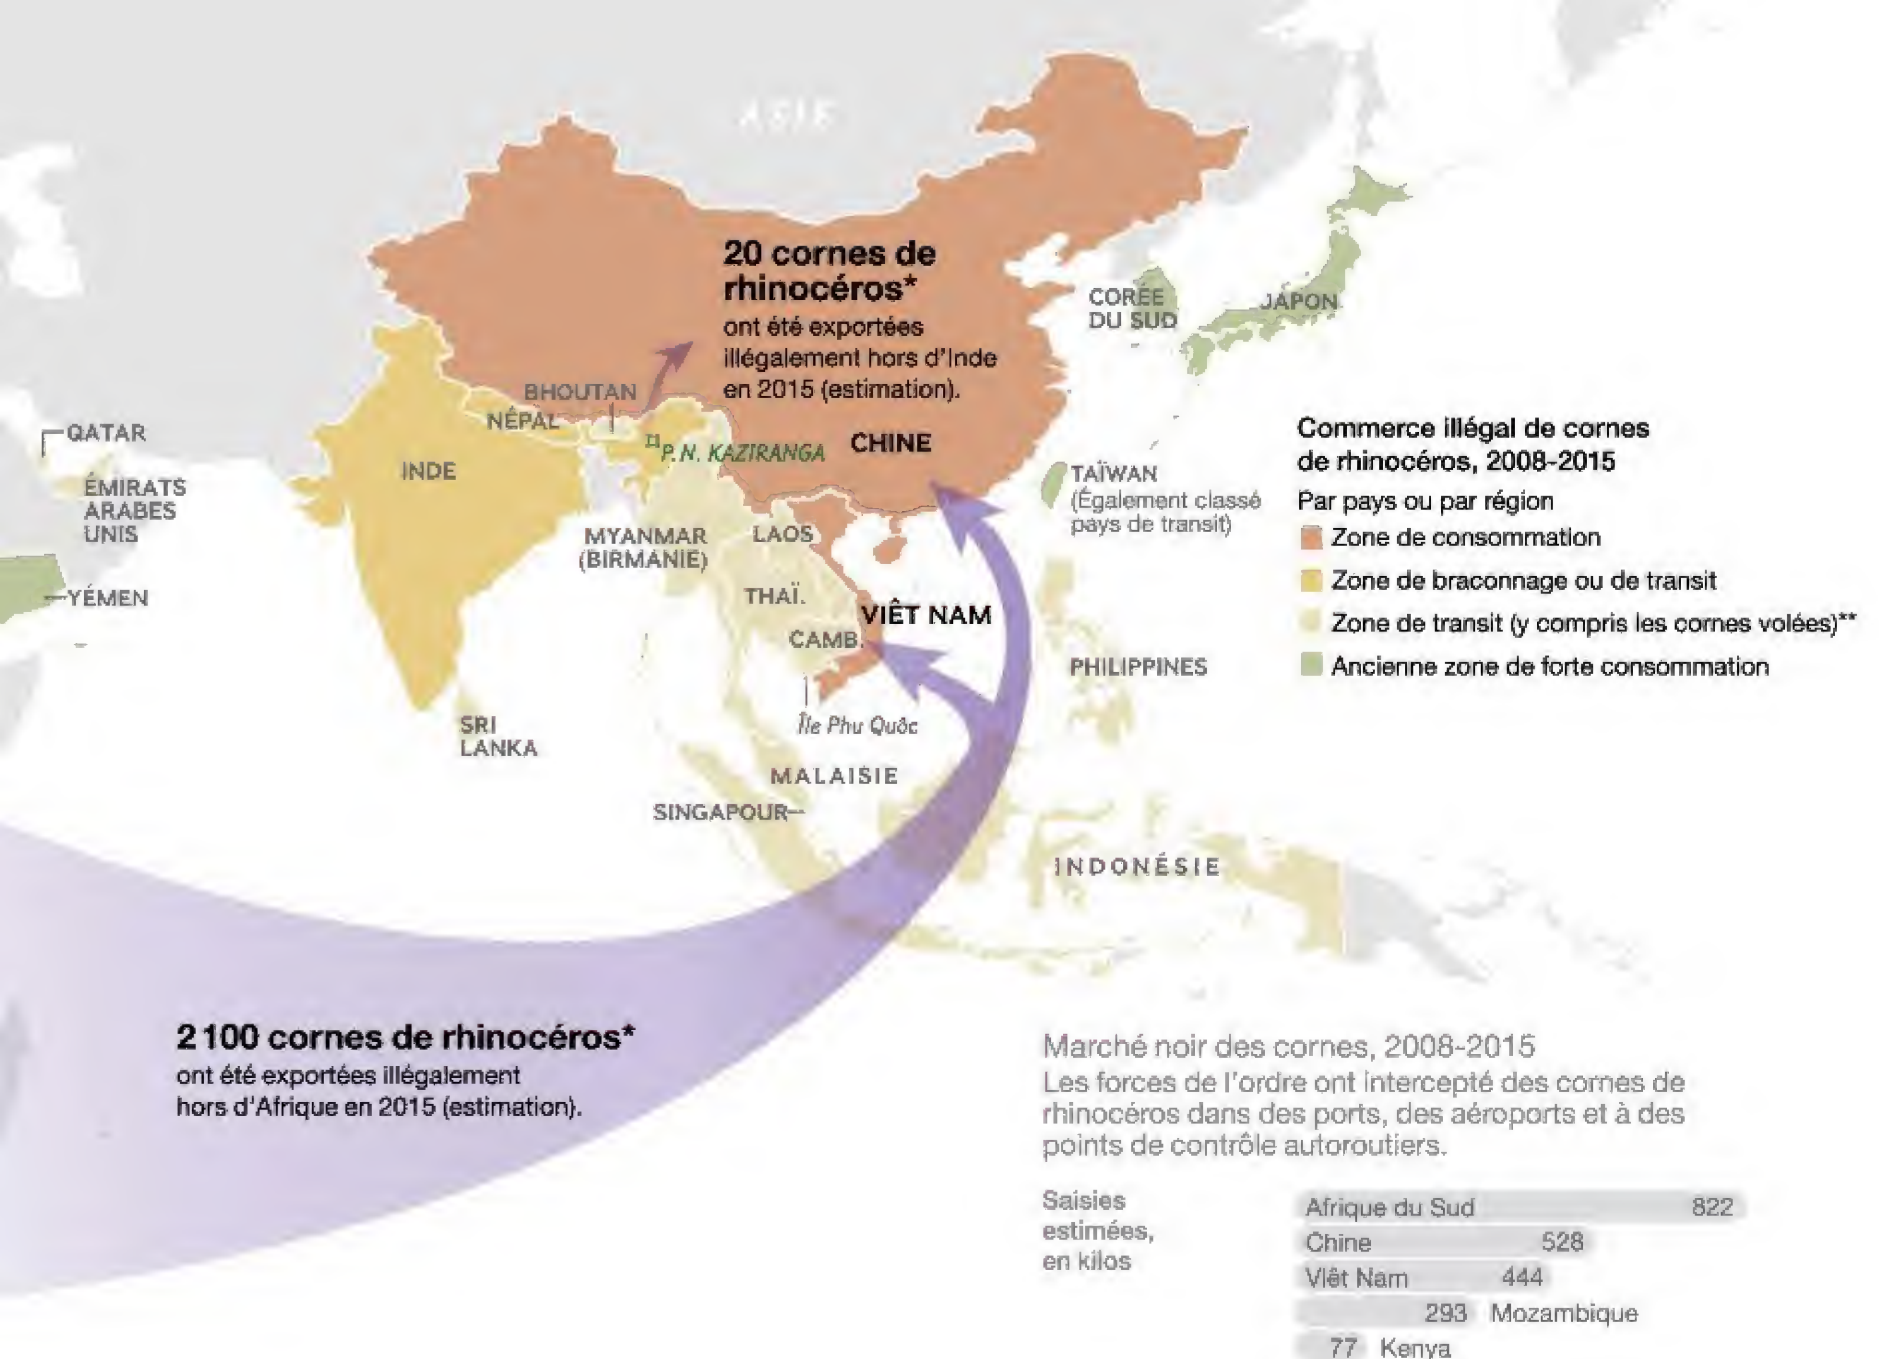 ASIE
20 cornes de
rhinocéros*
ont été exportées
illégalement hors d'Inde
en 2015 (estimation).
CORÉE
DU SUD
JAPON
BHOUTAN
NÉPAL
QATAR
P. N. KAZIRANGA
CHINE
INDE
ÉMIRATS
ARABES
UNIS
TAÏWAN
(Également classé
pays de transit)
MYANMAR
(BIRMANIE)
LAOS
YÉMEN
THAÏ.
VIÊT NAM
CAMB.
PHILIPPINES
Île Phu Quôc
SRI
LANKA
MALAISIE
SINGAPOUR
INDONÉSIE
Commerce illégal de cornes
de rhinocéros, 2008-2015
Par pays ou par région
Zone de consommation
Zone de braconnage ou de transit
Zone de transit (y compris les cornes volées)**
Ancienne zone de forte consommation
2 100 cornes de rhinocéros*
ont été exportées illégalement
hors d'Afrique en 2015 (estimation).
Marché noir des cornes, 2008-2015
Les forces de l'ordre ont intercepté des cornes de
rhinocéros dans des ports, des aéroports et à des
points de contrôle autoroutiers.
Saisies
estimées,
en kilos
Afrique du Sud 822
Chine 528
Viêt Nam 444
293 Mozambique
77 Kenya